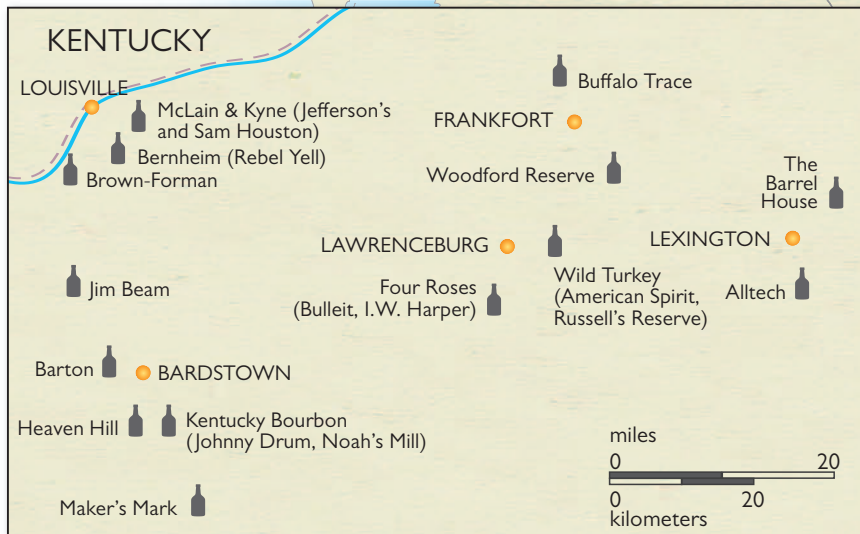 KENTUCKY
LOUISVILLE
McLain & Kyne (Jefferson's
and Sam Houston)
Bernheim (Rebel Yell)
Brown-Forman
Buffalo Trace
FRANKFORT
Woodford Reserve
The
Barrel
House
LAWRENCEBURG
LEXINGTON
Jim Beam
Four Roses
(Bulleit, I.W. Harper)
Wild Turkey
(American Spirit,
Russell's Reserve)
Alltech
Barton
BARDSTOWN
Heaven Hill
Kentucky Bourbon
(Johnny Drum, Noah's Mill)
Maker's Mark
miles
0 20
0 20
kilometers